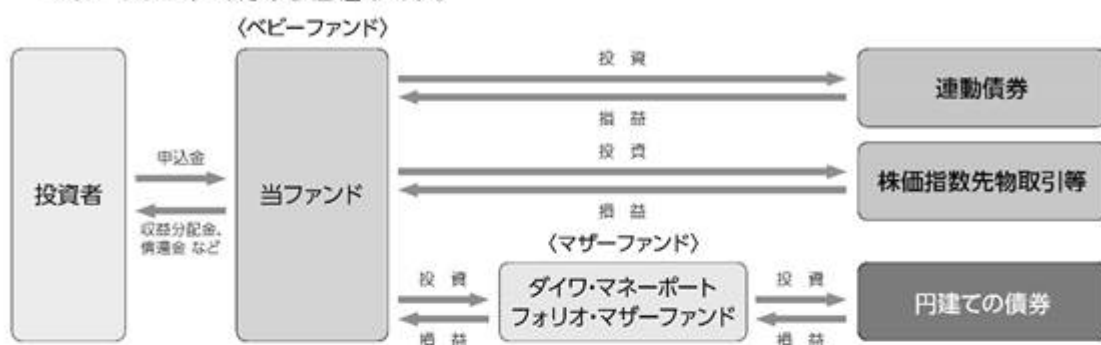 〈ベビーファンド〉
投 資
連動債券
損 益
申込金
投 資
投資者
当ファンド
株価指数先物取引等
収益分配金、
償還金 など
損 益
〈マザーファンド〉
投 資
ダイワ・マネーポート
フォリオ・マザーファンド
投 資
円建ての債券
損 益
損 益